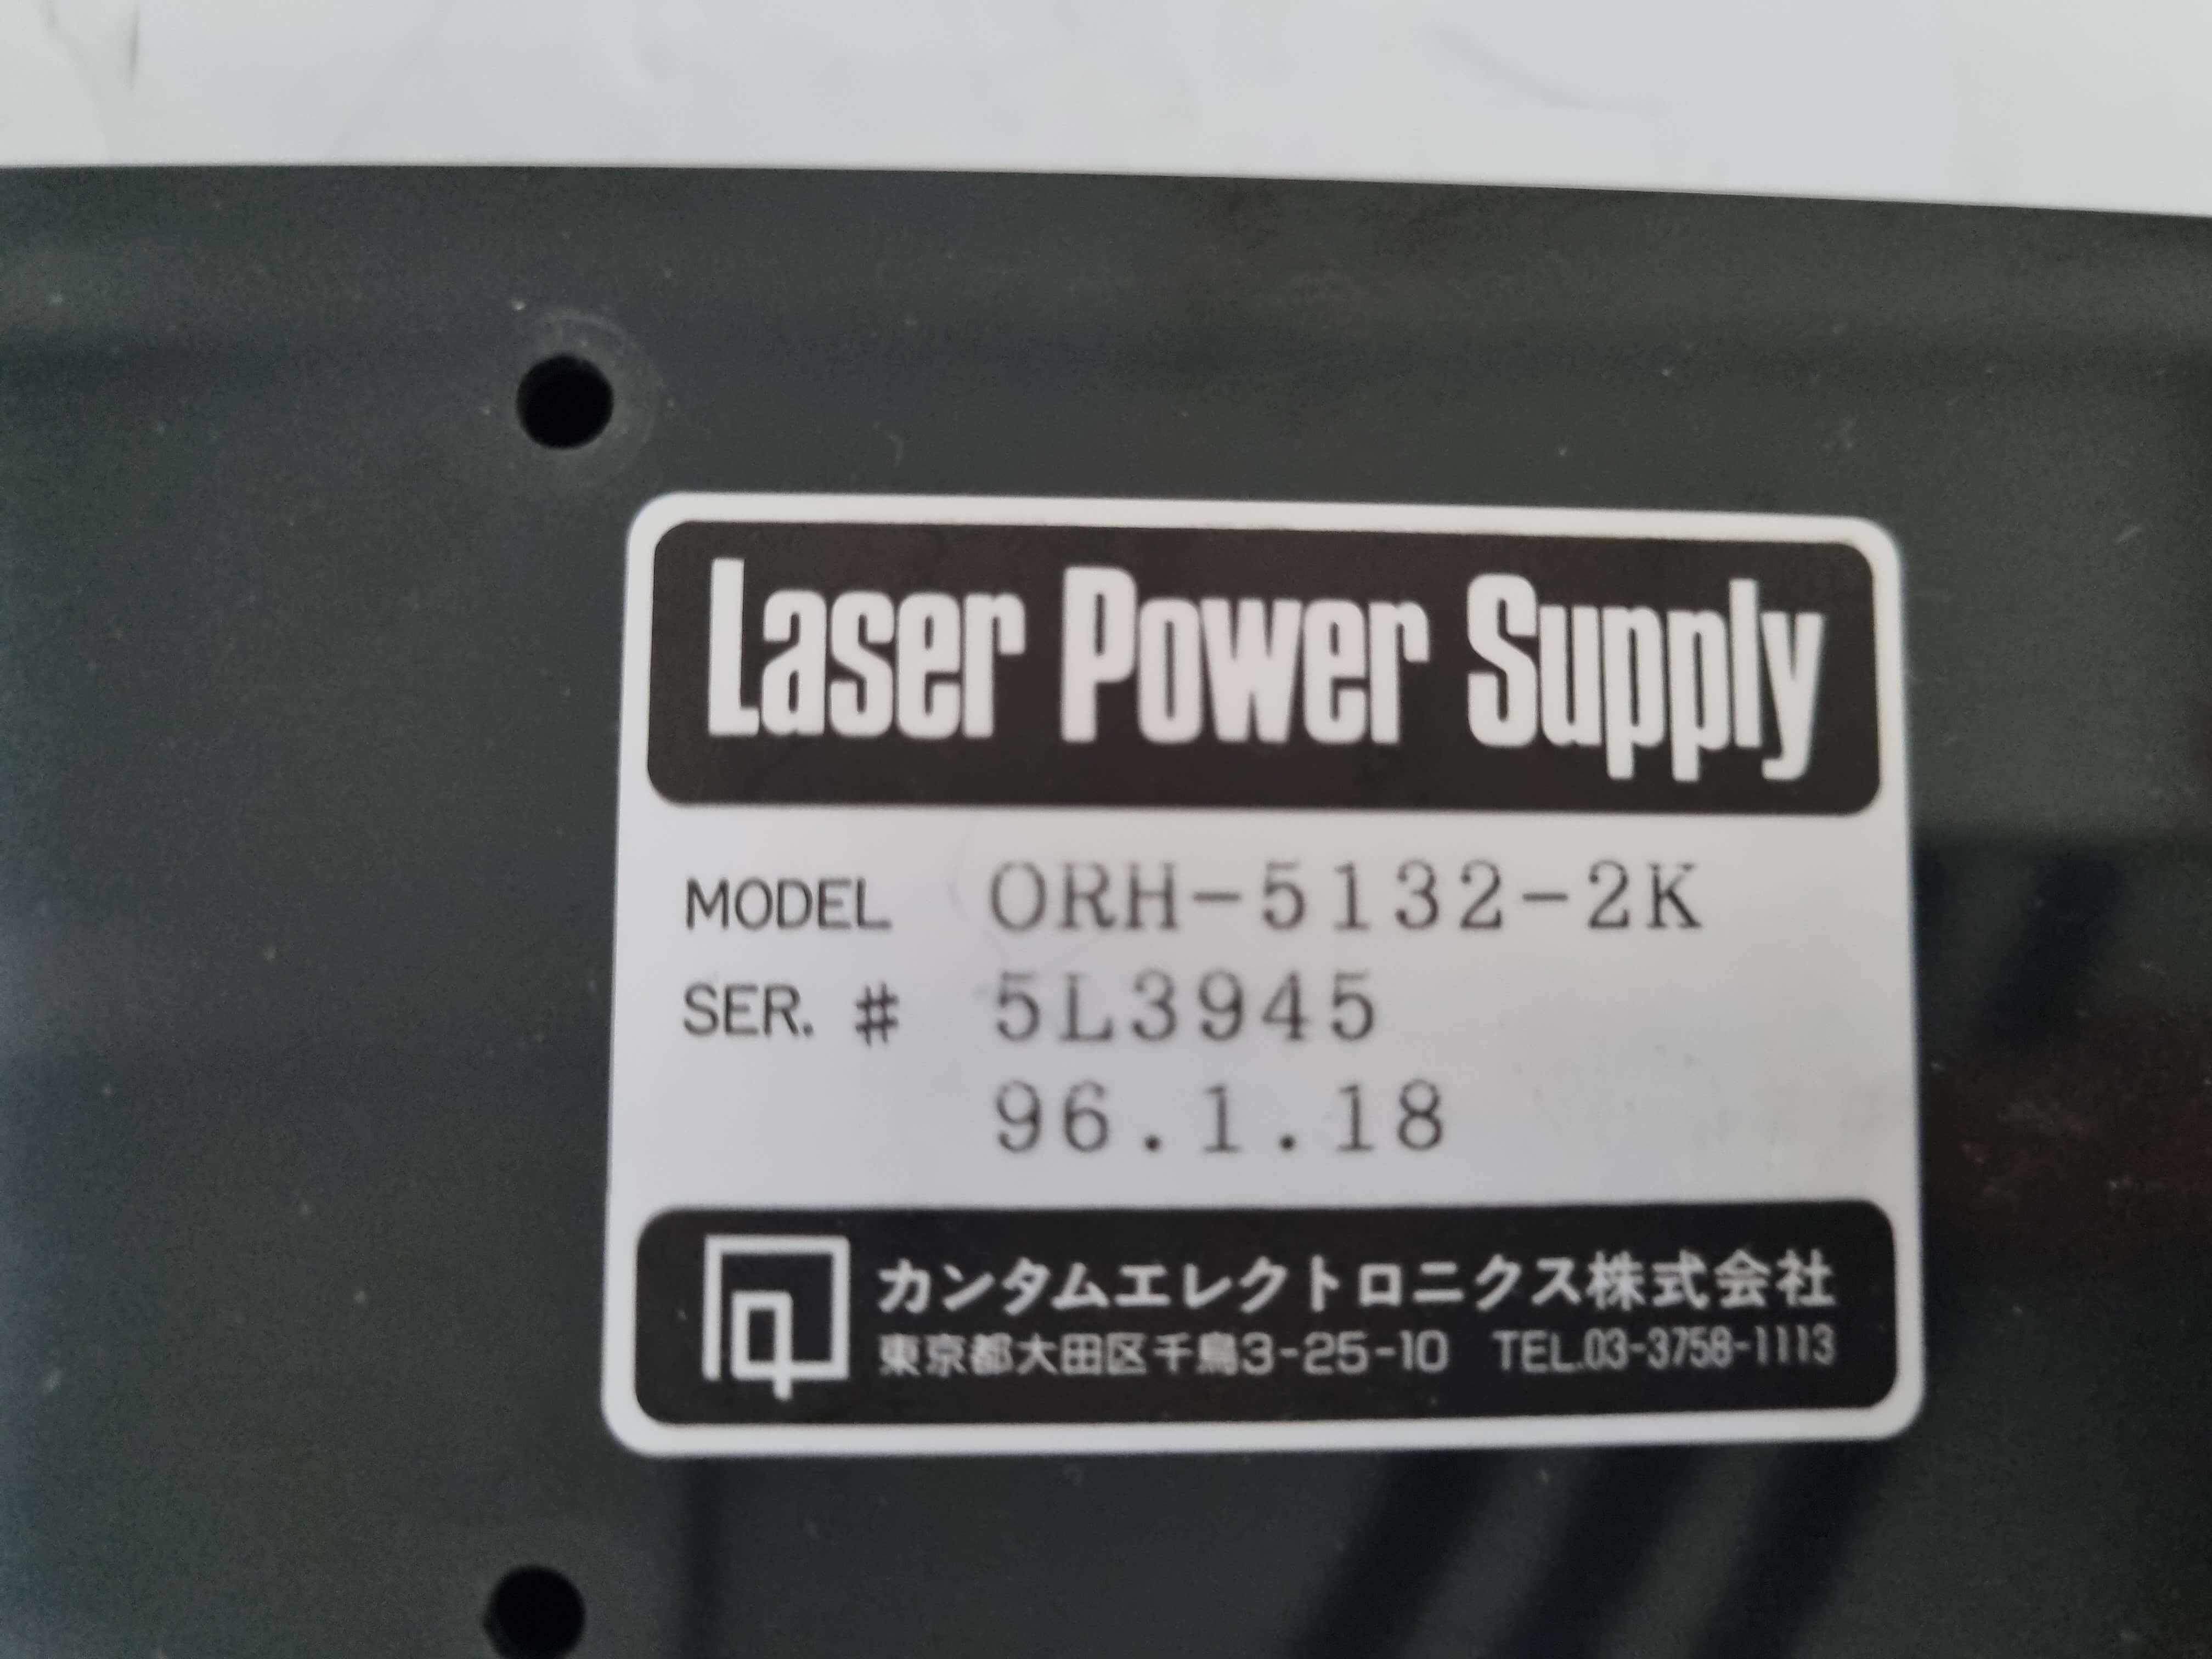 Laser Power Supply
MODEL ORH-5132-2K
SER. # 5L3945
96.1.18
カンタムエレクトロニクス株式会社
東京都大田区千鳥3-25-10 TEL.03-3758-1113